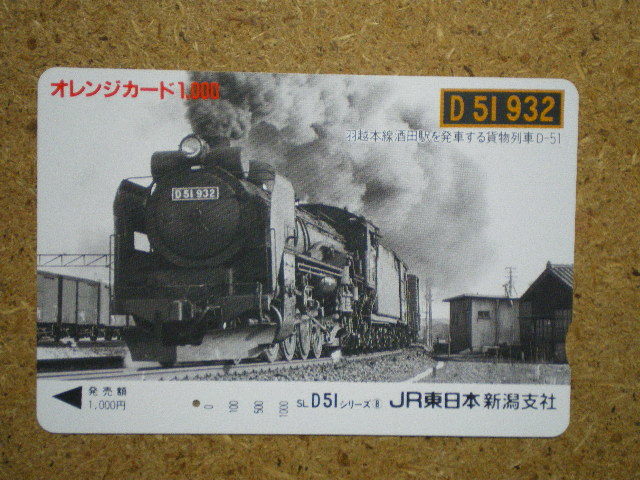 オレンジカード1,000
D51 932
羽越本線酒田駅を発車する貨物列車D-51
D51 932
発売額
1,000円
0
100
500
1000
SL D51シリーズ⑧
JR東日本 新潟支社